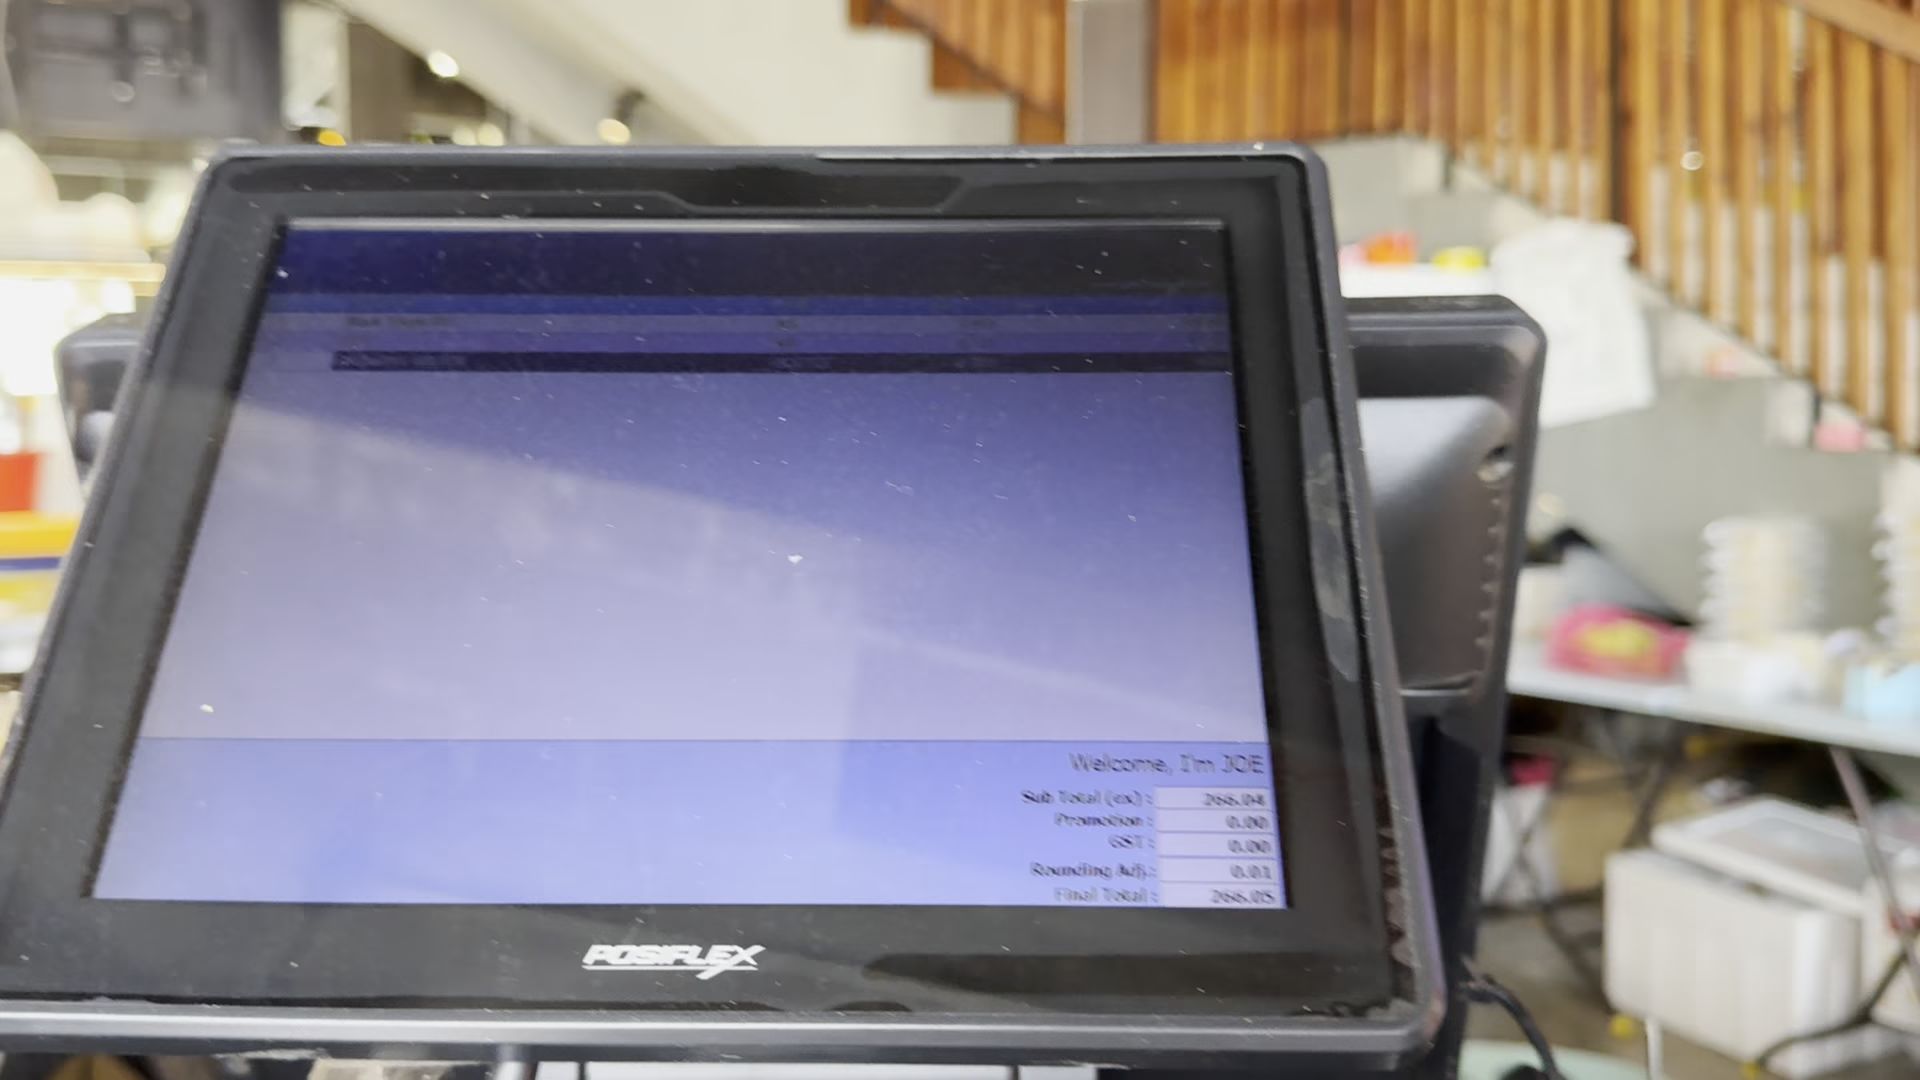 Welcome, I'm JOE
Sub Total (ex) : 266.04
Promotion : 0.00
GST : 0.00
Rounding Adj. : 0.01
Final Total : 266.05
POSIFLEX